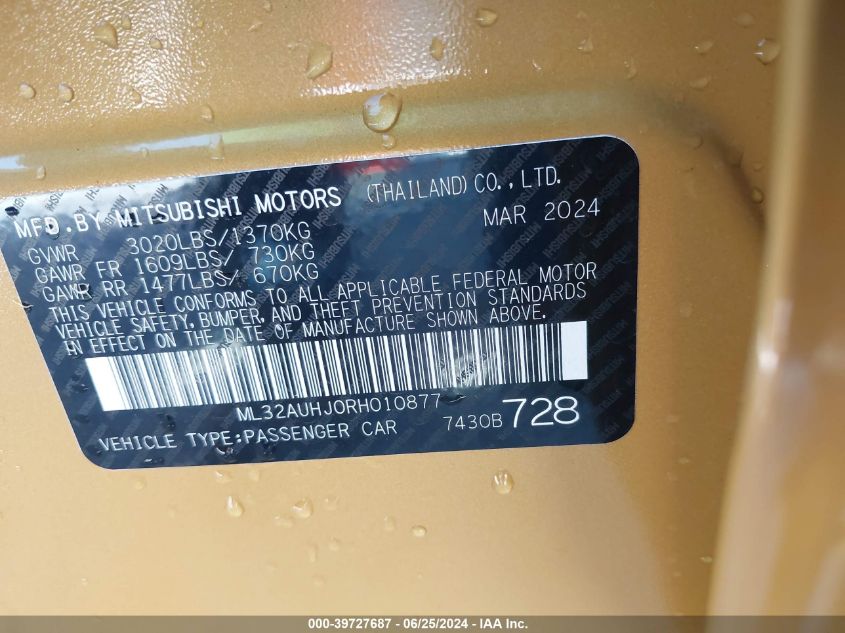 MFD.BY MITSUBISHI MOTORS (THAILAND) CO., LTD.
MAR 2024
GVWR 3020LBS/1370KG
GAWR FR 1609LBS/ 730KG
GAWR RR 1477LBS/ 670KG
THIS VEHICLE CONFORMS TO ALL APPLICABLE FEDERAL MOTOR
VEHICLE SAFETY, BUMPER, AND THEFT PREVENTION STANDARDS
IN EFFECT ON THE DATE OF MANUFACTURE SHOWN ABOVE.
ML32AUHJ0RH010877
VEHICLE TYPE:PASSENGER CAR 7430B 728
000-39727687 / 06/25/2024 - IAA Inc.